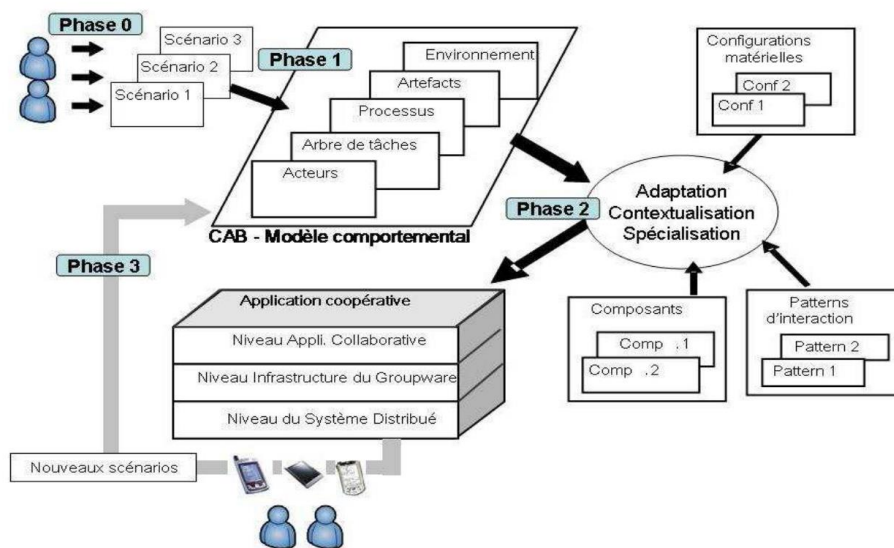 Phase 0
Scénario 3
Scénario 2
Scénario 1
Phase 1
Environnement
Artefacts
Processus
Arbre de tâches
Acteurs
CAB - Modèle comportemental
Configurations
matérielles
Conf 2
Conf 1
Phase 2
Adaptation
Contextualisation
Spécialisation
Phase 3
Application coopérative
Niveau Appli. Collaborative
Niveau Infrastructure du Groupware
Niveau du Système Distribué
Composants
Comp .1
Comp .2
Patterns
d'interaction
Pattern 2
Pattern 1
Nouveaux scénarios